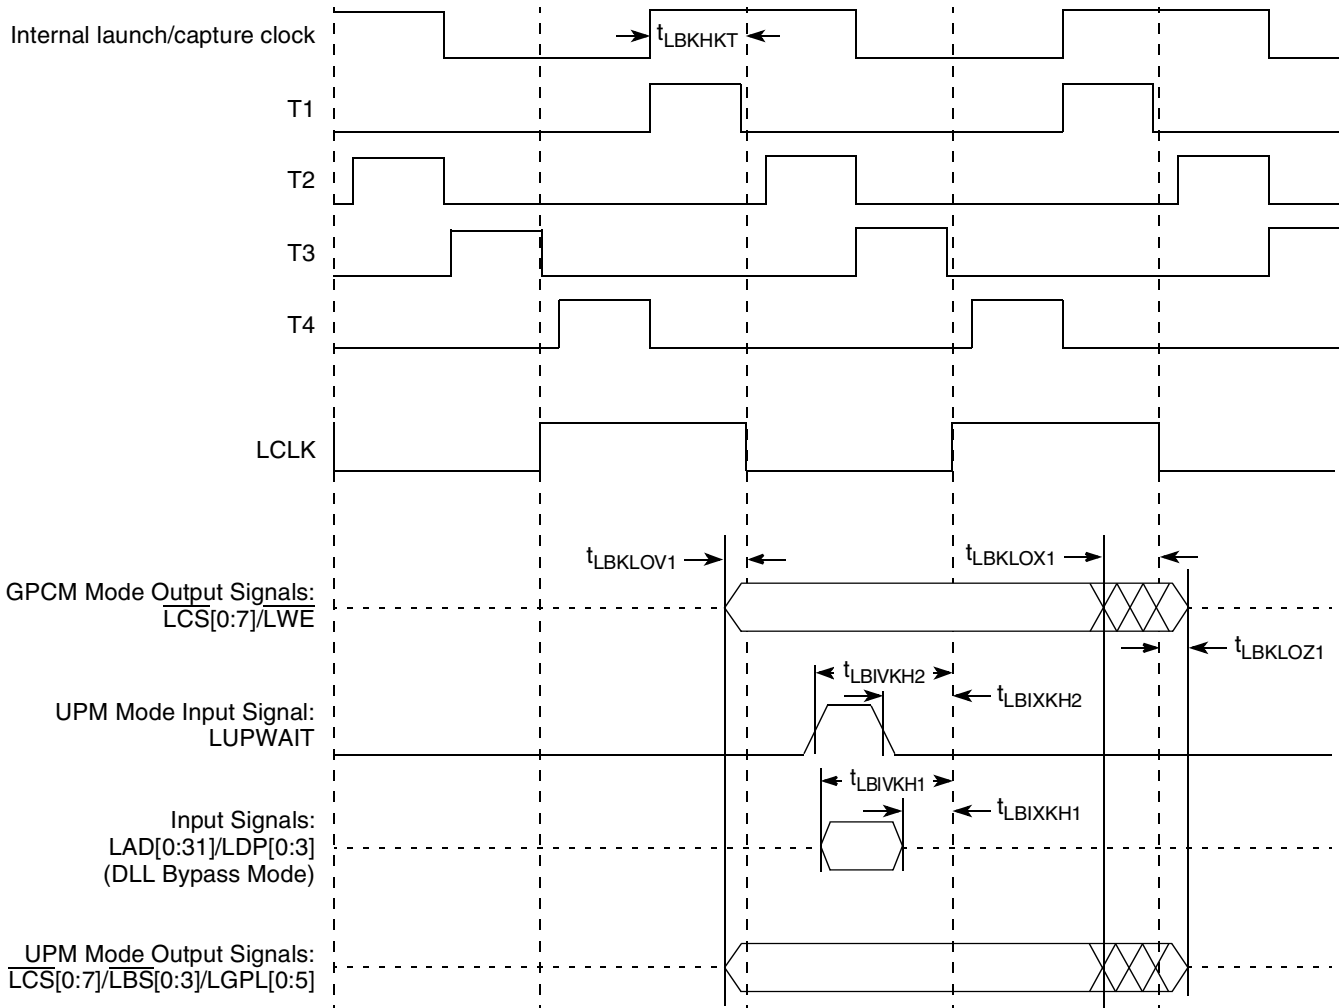 Internal launch/capture clock
tLBKHKT
T1
T2
T3
T4
LCLK
tLBKLOV1
tLBKLOX1
GPCM Mode Output Signals:
LCS[0:7]/LWE
tLBKLOZ1
tLBIVKH2
tLBIXKH2
UPM Mode Input Signal:
LUPWAIT
tLBIVKH1
tLBIXKH1
Input Signals:
LAD[0:31]/LDP[0:3]
(DLL Bypass Mode)
UPM Mode Output Signals:
LCS[0:7]/LBS[0:3]/LGPL[0:5]